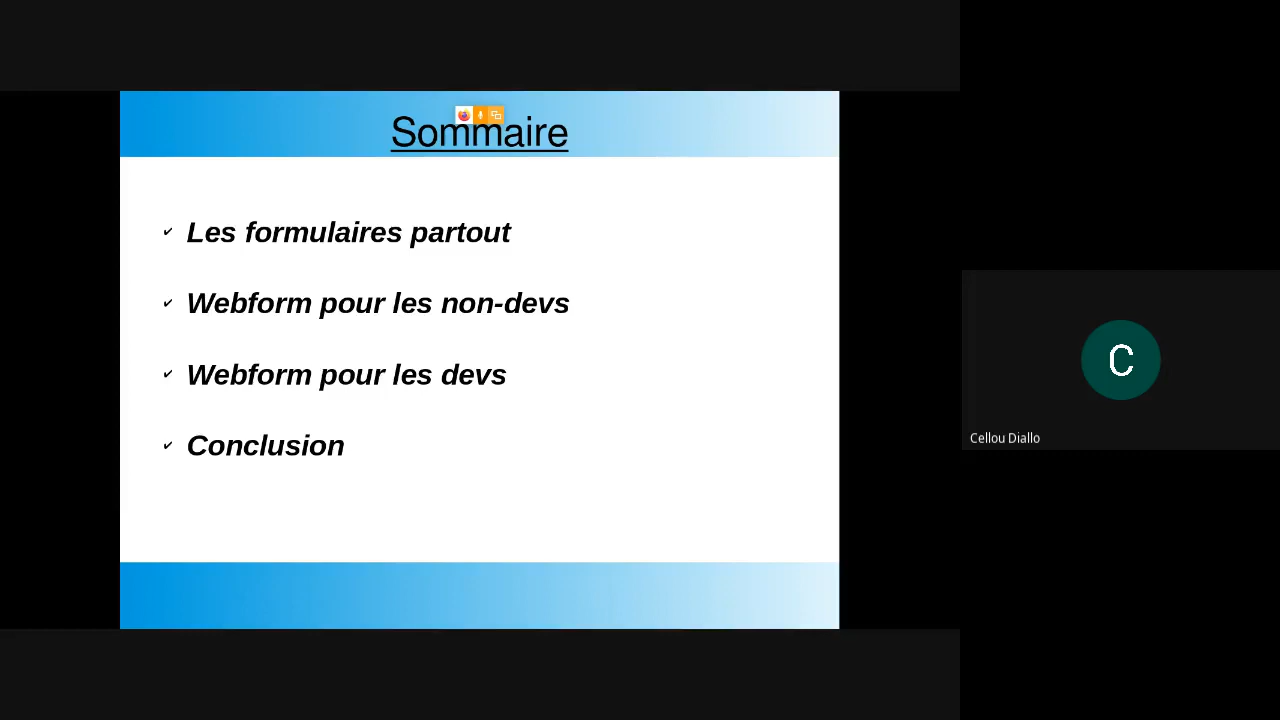 Sommaire
Les formulaires partout
Webform pour les non-devs
Webform pour les devs
Conclusion
C
Cellou Diallo